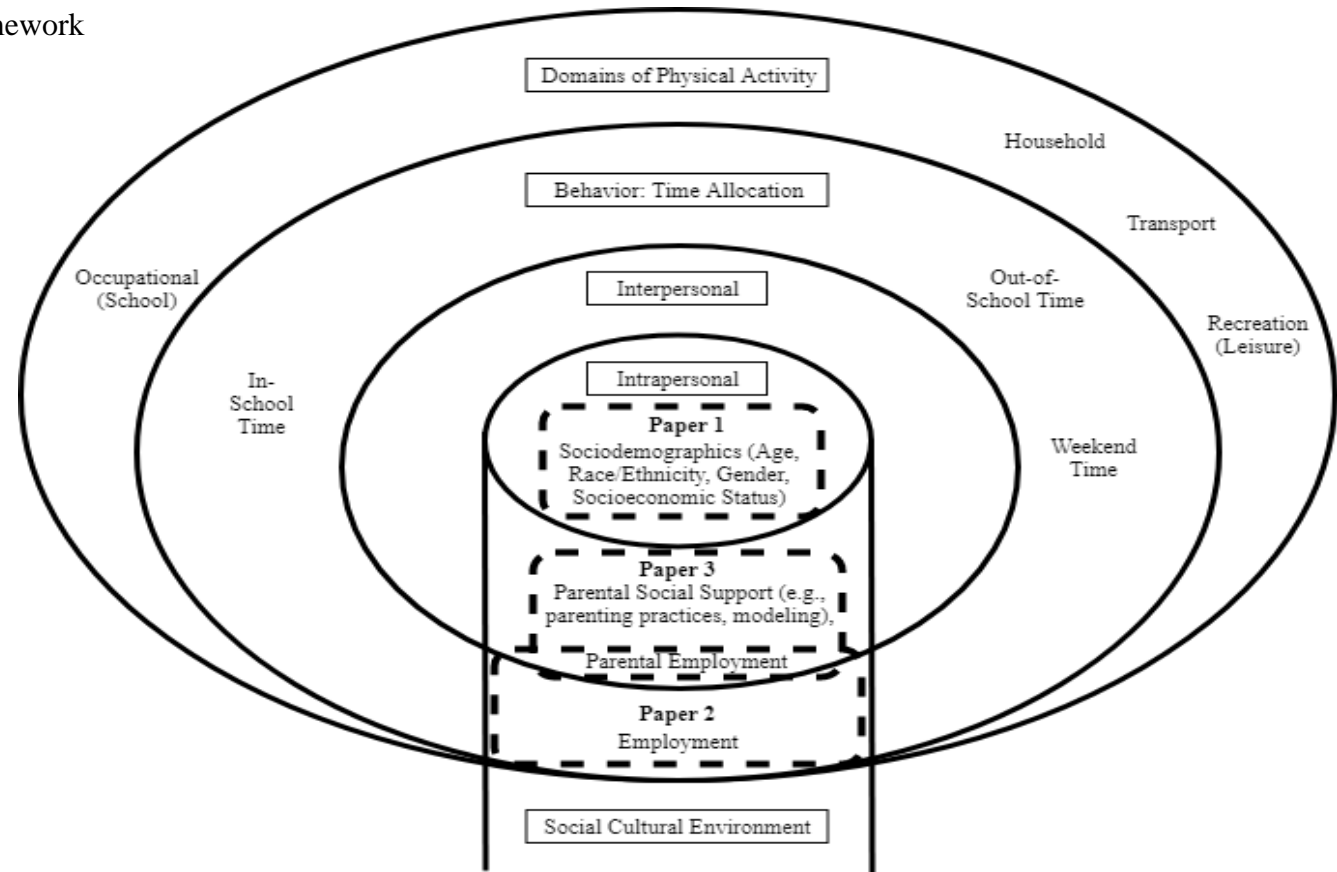 nework
Domains of Physical Activity
Household
Behavior: Time Allocation
Transport
Occupational
(School)
Interpersonal
Out-of-
School Time
Recreation
(Leisure)
Intrapersonal
In-
School
Time
Paper 1
Sociodemographics (Age,
Race/Ethnicity, Gender,
Socioeconomic Status)
Weekend
Time
Paper 3
Parental Social Support (e.g.,
parenting practices, modeling),
Parental Employment
Paper 2
Employment
Social Cultural Environment